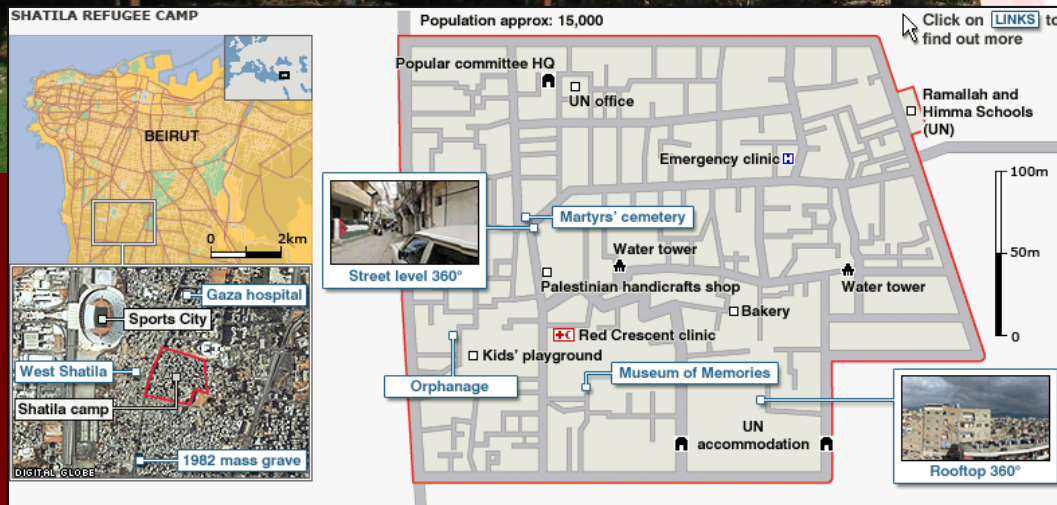 SHATILA REFUGEE CAMP
Population approx: 15,000
Click on LINKS to
find out more
BEIRUT
0 2km
Popular committee HQ
UN office
Ramallah and
Himma Schools
(UN)
Emergency clinic H
100m
50m
0
Martyrs' cemetery
Street level 360°
Water tower
Palestinian handicrafts shop
Water tower
Bakery
Red Crescent clinic
Kids' playground
Orphanage
Museum of Memories
UN
accommodation
Rooftop 360°
Gaza hospital
Sports City
West Shatila
Shatila camp
1982 mass grave
DIGITAL GLOBE